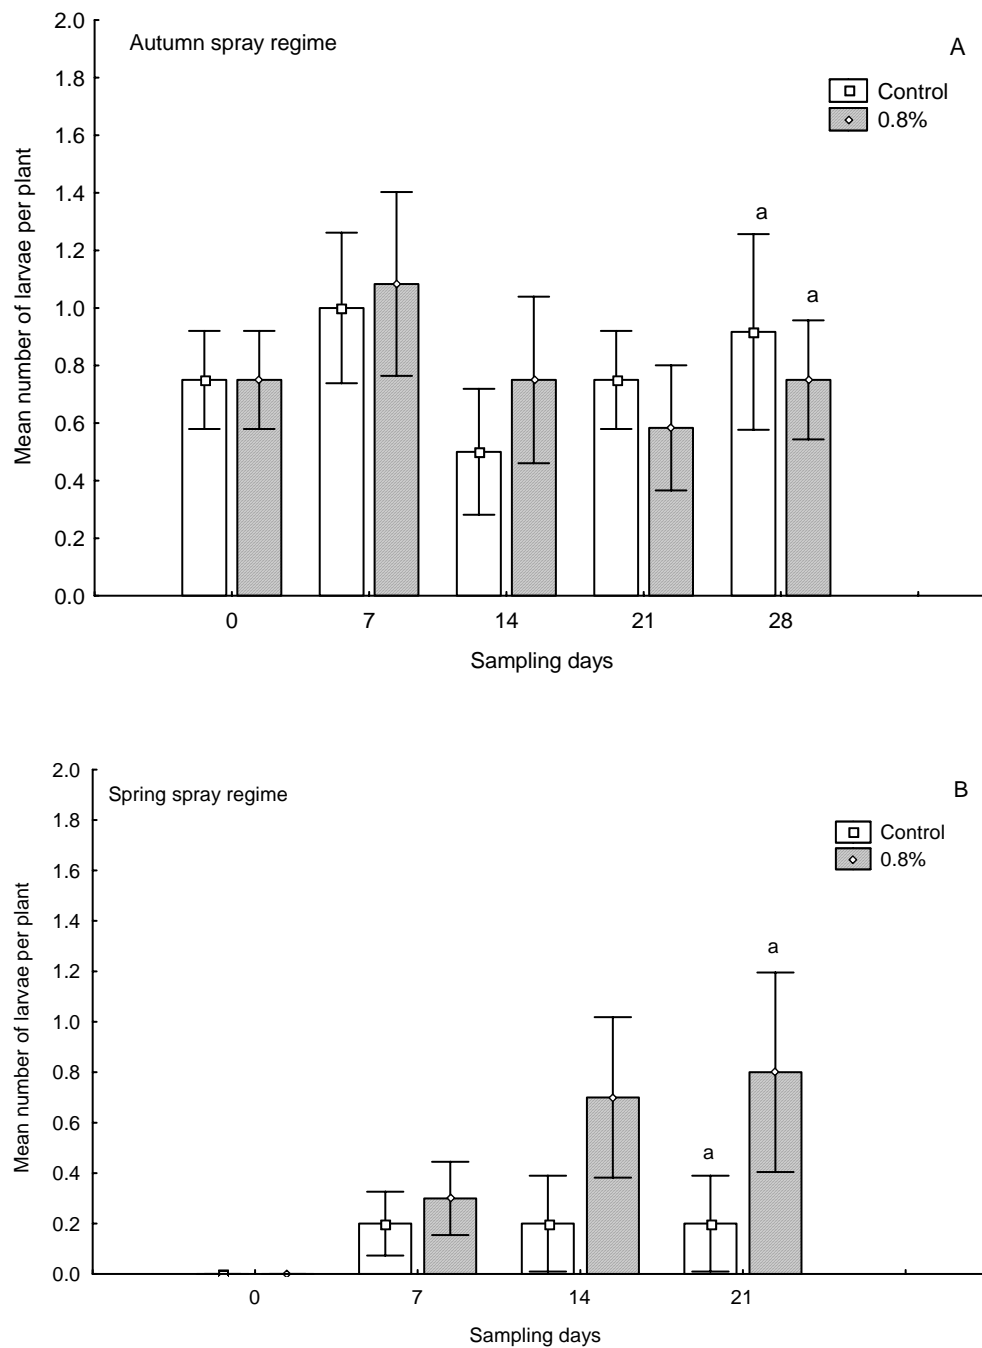 Autumn spray regime
A
Control
0.8%
Mean number of larvae per plant
2.0
1.8
1.6
1.4
1.2
1.0
0.8
0.6
0.4
0.2
0.0
a
a
0 7 14 21 28
Sampling days
Spring spray regime
B
Control
0.8%
Mean number of larvae per plant
2.0
1.8
1.6
1.4
1.2
1.0
0.8
0.6
0.4
0.2
0.0
a
a
0 7 14 21
Sampling days